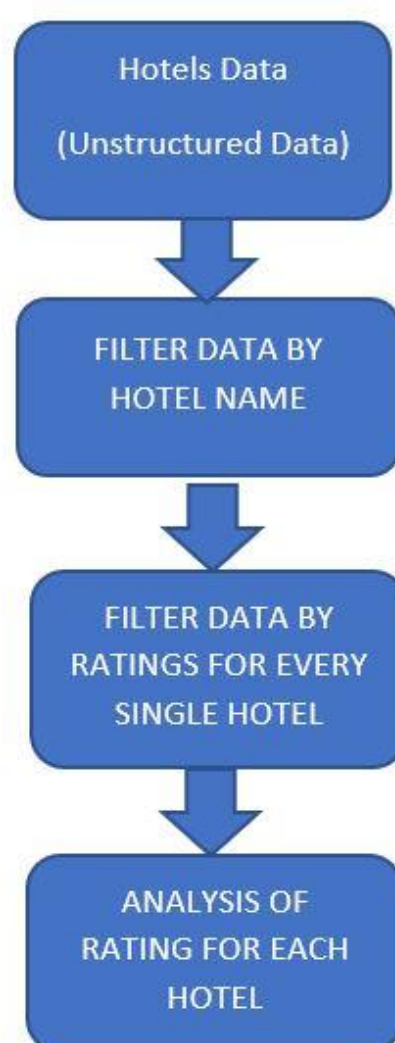 Hotels Data
(Unstructured Data)
FILTER DATA BY
HOTEL NAME
FILTER DATA BY
RATINGS FOR EVERY
SINGLE HOTEL
ANALYSIS OF
RATING FOR EACH
HOTEL